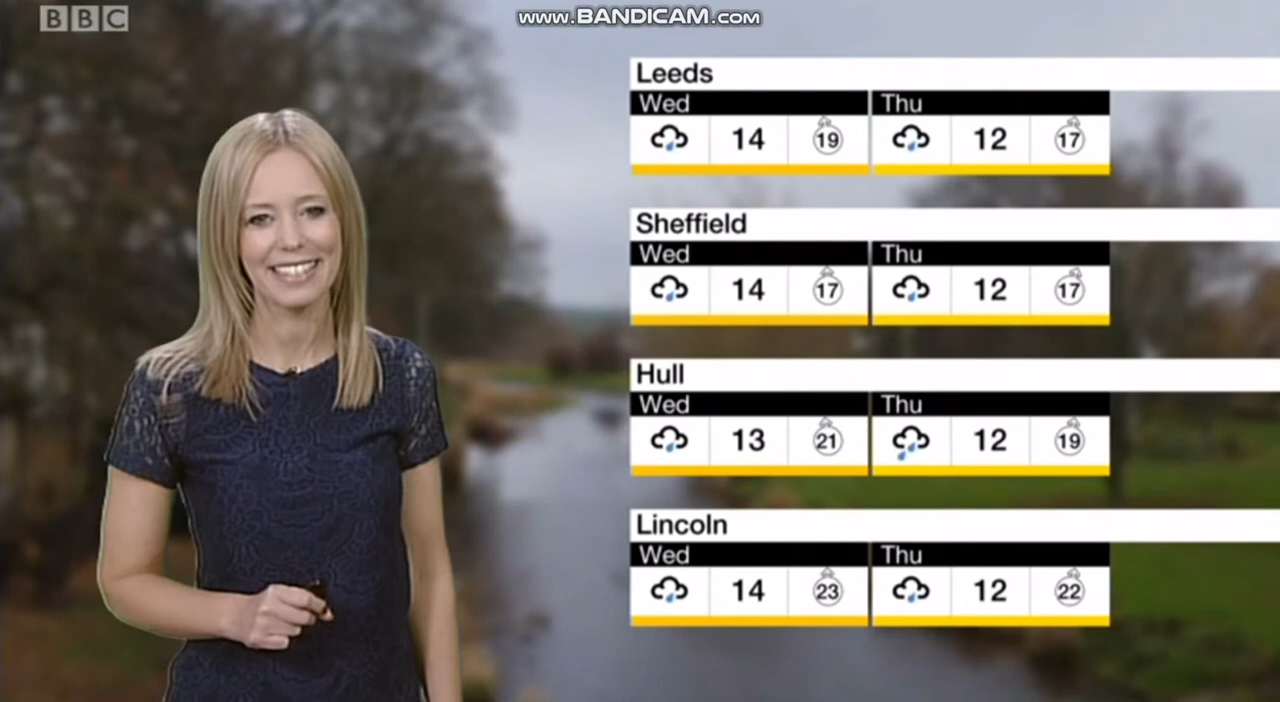 BBC
www.BANDICAM.com
Leeds
Wed Thu
14 19 12 17
Sheffield
Wed Thu
14 17 12 17
Hull
Wed Thu
13 21 12 19
Lincoln
Wed Thu
14 23 12 22